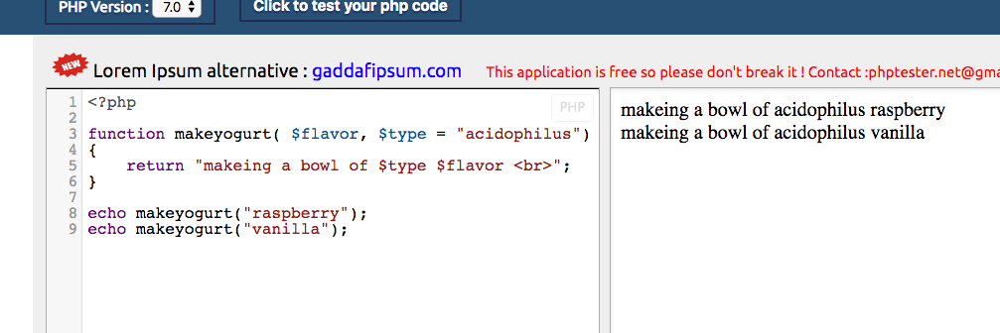 PHP Version : 7.0
Click to test your php code
NEW Lorem Ipsum alternative : gaddafipsum.com This application is free so please don't break it ! Contact :phptester.net@gma
1 <?php
PHP
2
3 function makeyogurt( $flavor, $type = "acidophilus")
4 {
5     return "makeing a bowl of $type $flavor <br>";
6 }
7
8 echo makeyogurt("raspberry");
9 echo makeyogurt("vanilla");
makeing a bowl of acidophilus raspberry
makeing a bowl of acidophilus vanilla